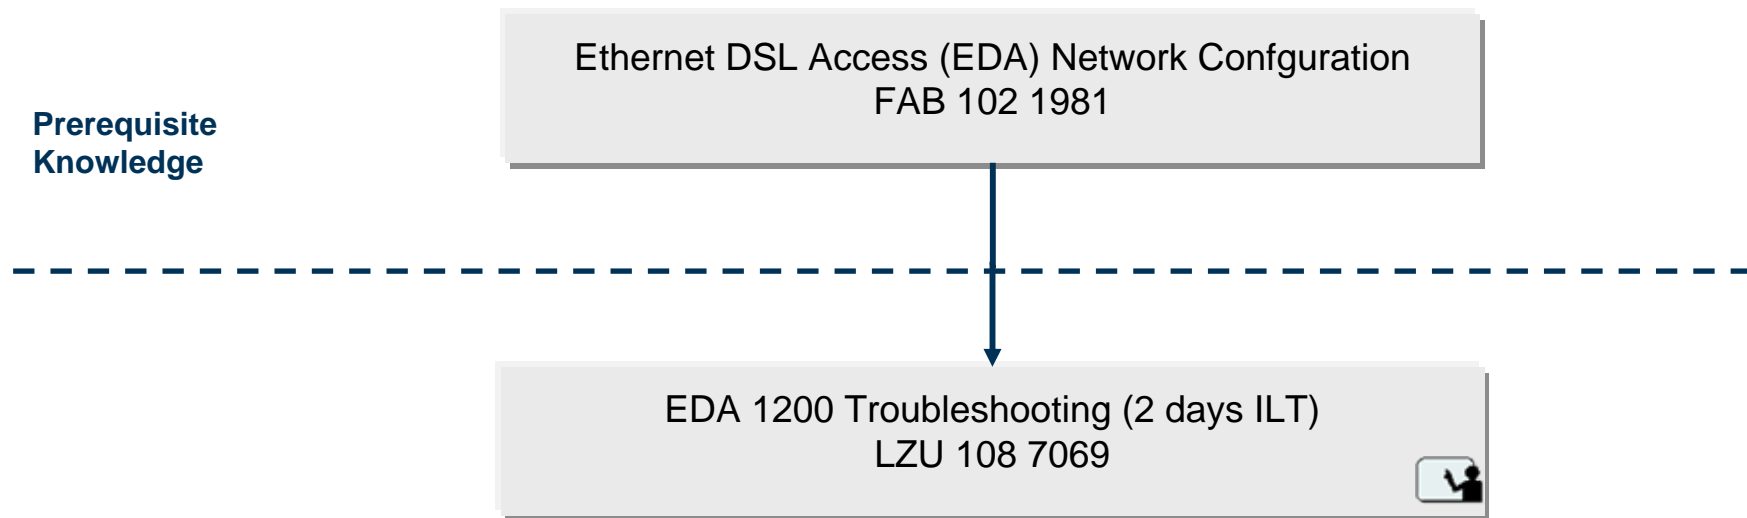 Ethernet DSL Access (EDA) Network Confguration
FAB 102 1981
Prerequisite
Knowledge
EDA 1200 Troubleshooting (2 days ILT)
LZU 108 7069